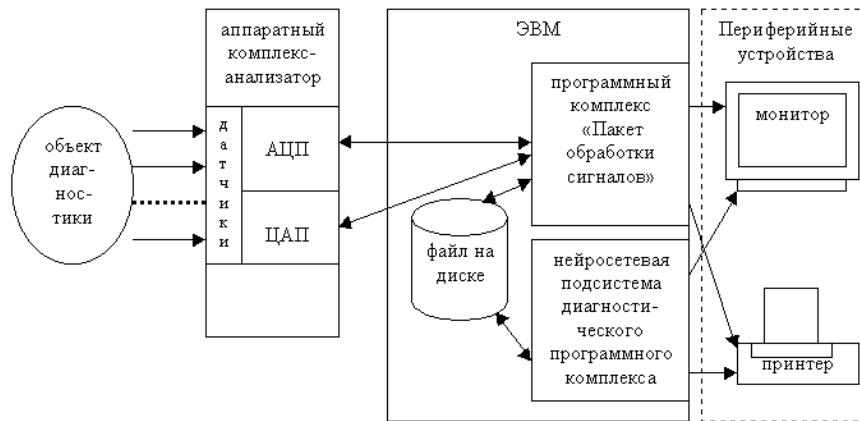 объект
диаг-
нос-
тики
аппаратный
комплекс-
анализатор
датчики
АЦП
ЦАП
ЭВМ
программный
комплекс
«Пакет
обработки
сигналов»
файл на
диске
нейросетевая
подсистема
диагности-
ческого
программного
комплекса
Периферийные
устройства
монитор
принтер